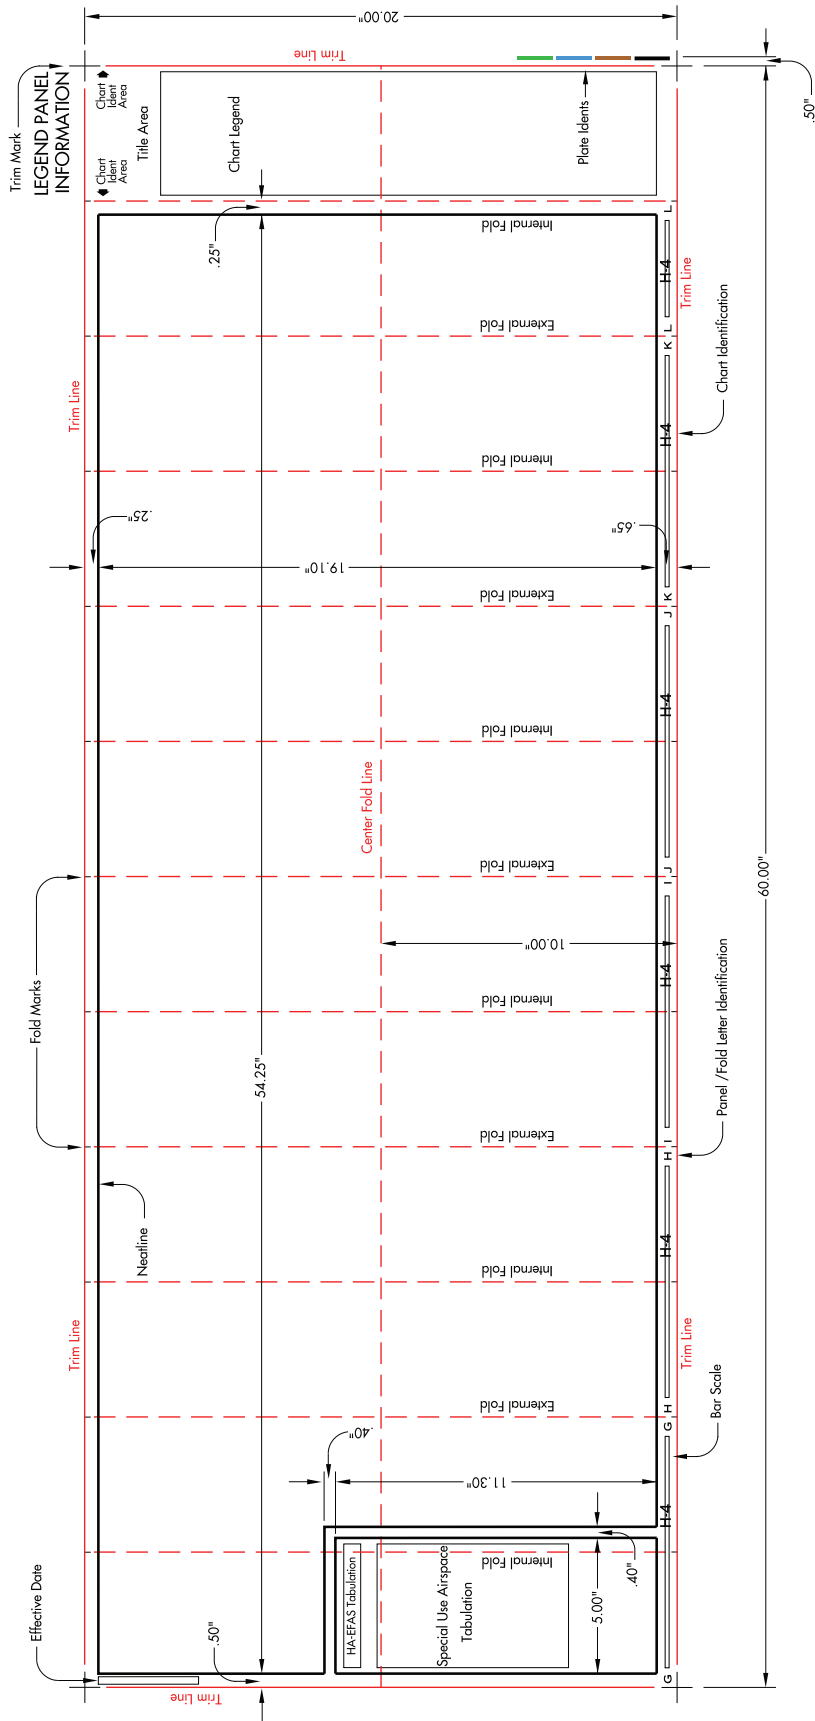 20.00"
Trim Line
Trim Mark
LEGEND PANEL
INFORMATION
Chart
Ident
Area
Chart
Ident
Area
Title Area
Chart Legend
Plate Idents
.50"
.25"
Internal Fold
L
H-4
Trim Line
External Fold
L
K
Chart Identification
Trim Line
H-4
Internal Fold
.25"
.65"
19.10"
External Fold
K
J
H-4
Internal Fold
Center Fold Line
External Fold
J
I
60.00"
Fold Marks
10.00"
H-4
Internal Fold
Panel /Fold Letter Identification
54.25"
External Fold
I
H
Neatline
H-4
Internal Fold
Trim Line
Trim Line
External Fold
H
G
Bar Scale
.40"
11.30"
H-4
Effective Date
HA-EFAS Tabulation
Special Use Airspace
Tabulation
Internal Fold
.40"
5.00"
.50"
G
Trim Line